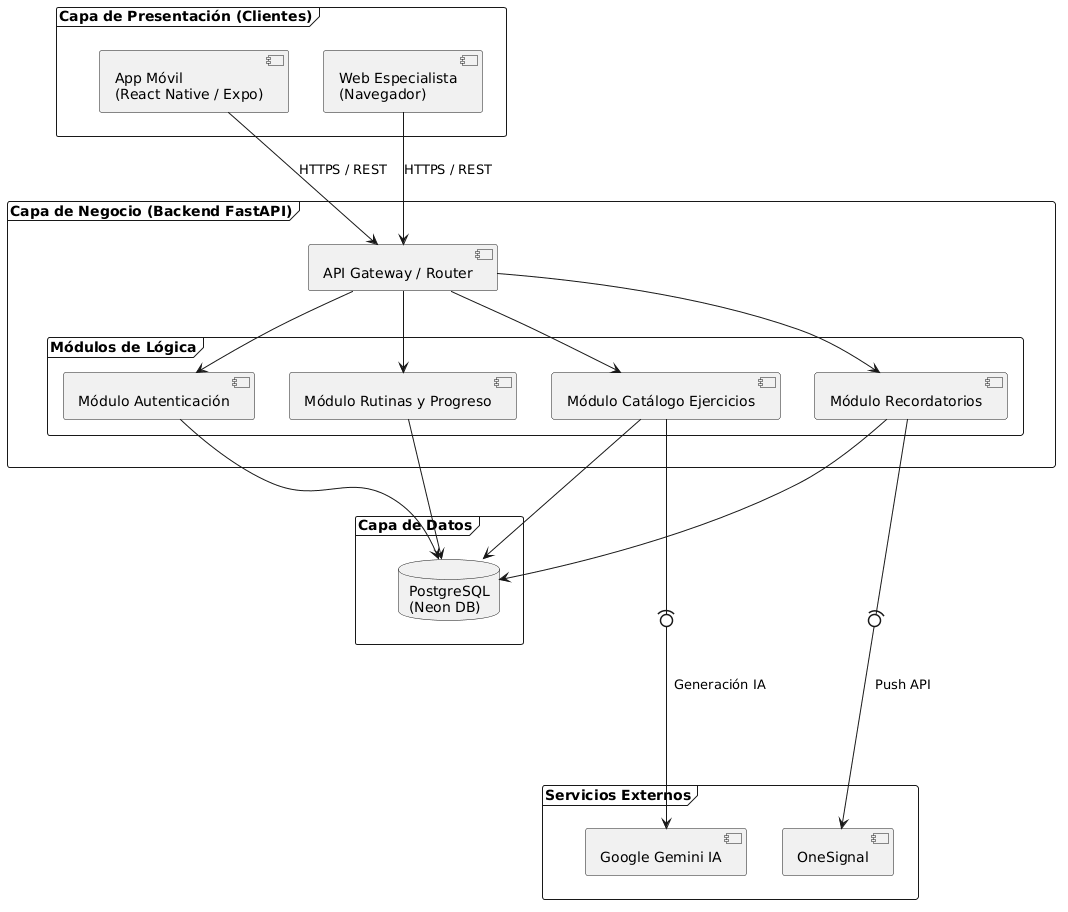 Capa de Presentación (Clientes)
App Móvil
(React Native / Expo)
Web Especialista
(Navegador)
HTTPS / REST
HTTPS / REST
Capa de Negocio (Backend FastAPI)
API Gateway / Router
Módulos de Lógica
Módulo Autenticación
Módulo Rutinas y Progreso
Módulo Catálogo Ejercicios
Módulo Recordatorios
Capa de Datos
PostgreSQL
(Neon DB)
Generación IA
Push API
Servicios Externos
Google Gemini IA
OneSignal